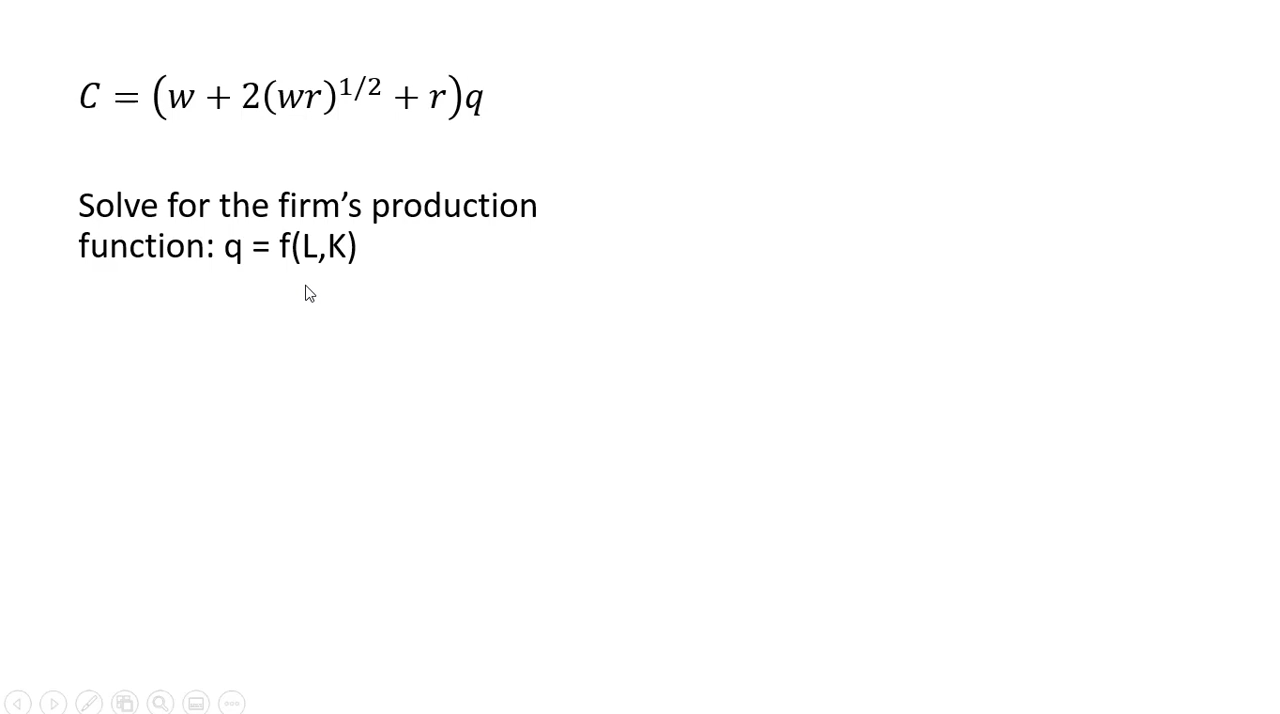 C = (w + 2(wr)^{1/2} + r)q
Solve for the firm’s production
function: q = f(L,K)